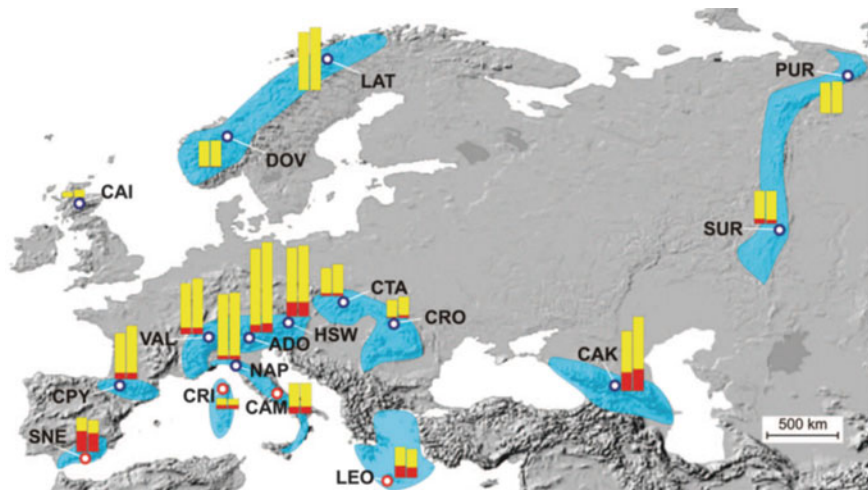 LAT
PUR
DOV
CAI
SUR
CTA
CRO
HSW
VAL
ADO
NAP
CAK
CPY
CRI
CAM
SNE
LEO
500 km